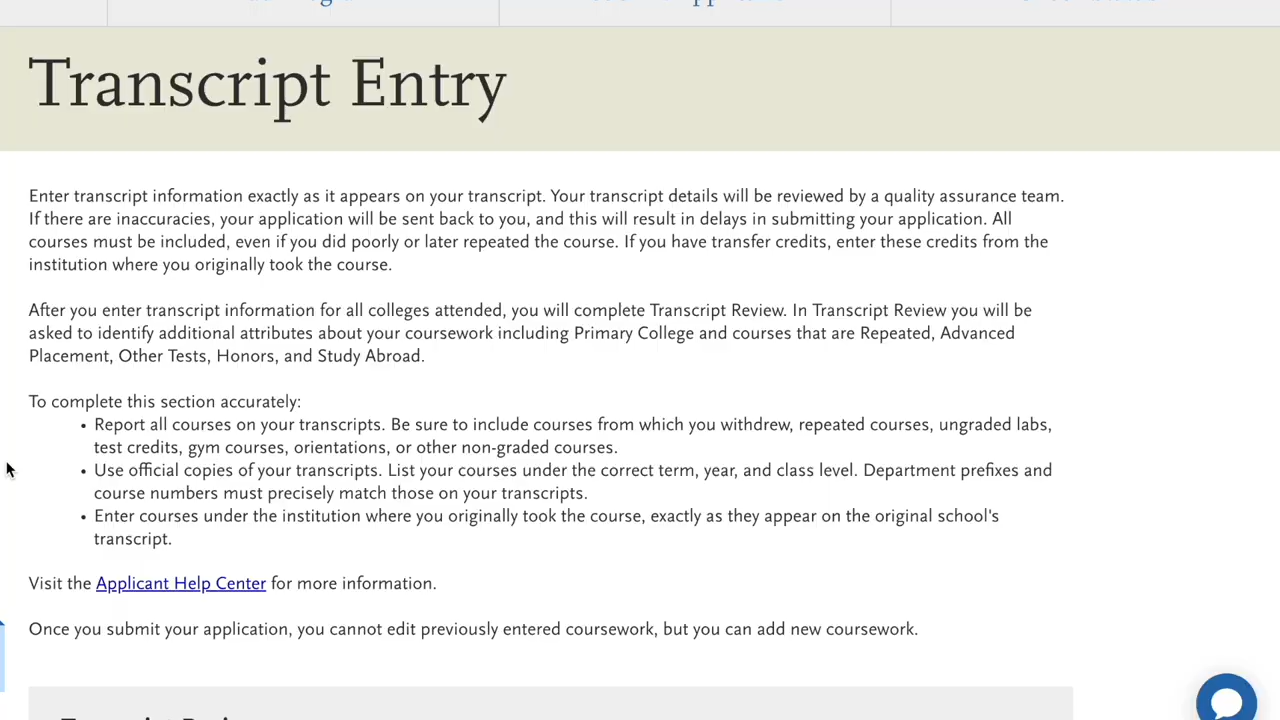 Transcript Entry
Enter transcript information exactly as it appears on your transcript. Your transcript details will be reviewed by a quality assurance team.
If there are inaccuracies, your application will be sent back to you, and this will result in delays in submitting your application. All
courses must be included, even if you did poorly or later repeated the course. If you have transfer credits, enter these credits from the
institution where you originally took the course.
After you enter transcript information for all colleges attended, you will complete Transcript Review. In Transcript Review you will be
asked to identify additional attributes about your coursework including Primary College and courses that are Repeated, Advanced
Placement, Other Tests, Honors, and Study Abroad.
To complete this section accurately:
• Report all courses on your transcripts. Be sure to include courses from which you withdrew, repeated courses, ungraded labs,
test credits, gym courses, orientations, or other non-graded courses.
• Use official copies of your transcripts. List your courses under the correct term, year, and class level. Department prefixes and
course numbers must precisely match those on your transcripts.
• Enter courses under the institution where you originally took the course, exactly as they appear on the original school's
transcript.
Visit the Applicant Help Center for more information.
Once you submit your application, you cannot edit previously entered coursework, but you can add new coursework.